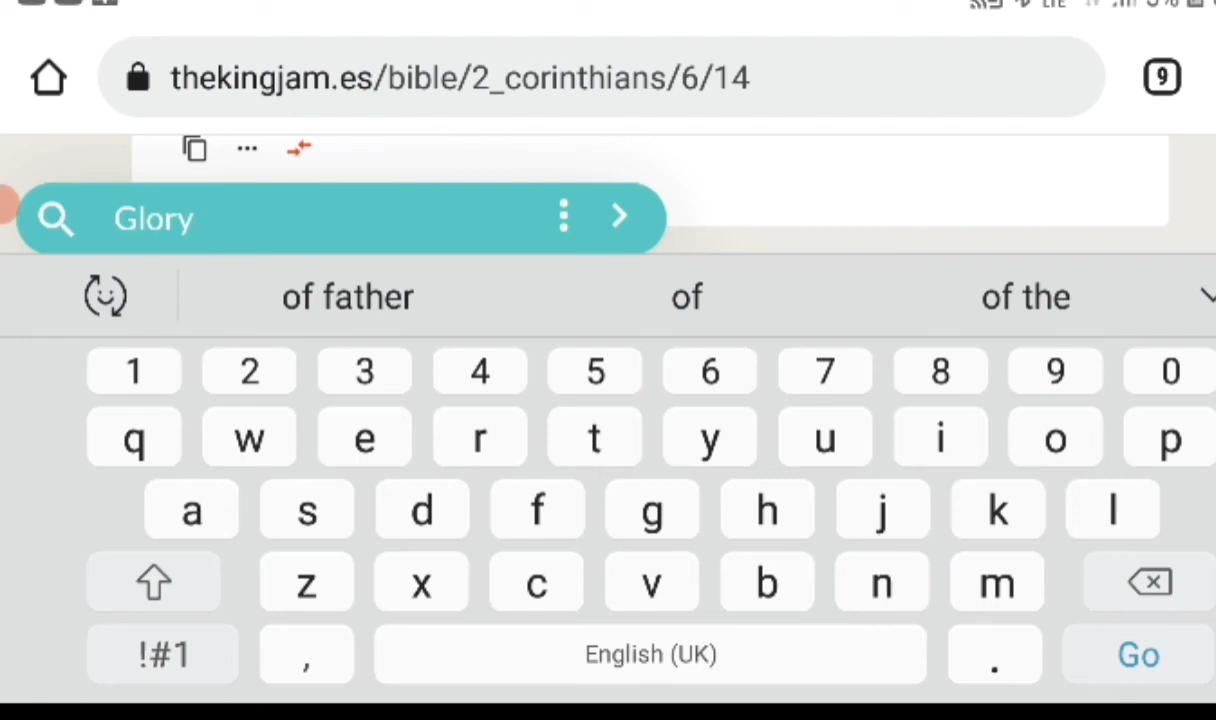 LTE
thekingjam.es/bible/2_corinthians/6/14
9
Glory
of father of of the
1 2 3 4 5 6 7 8 9 0
q w e r t y u i o p
a s d f g h j k l
z x c v b n m
!#1 , English (UK) . Go